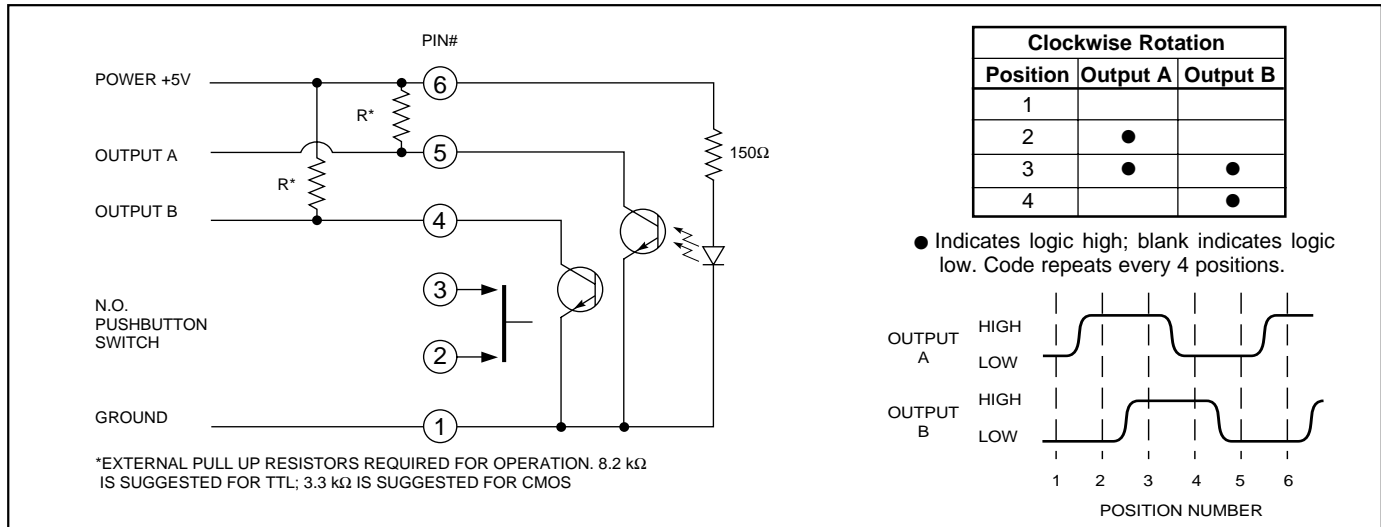 PIN#
POWER +5V
6
R*
OUTPUT A
5
150Ω
R*
OUTPUT B
4
3
N.O.
PUSHBUTTON
SWITCH
2
GROUND
1
*EXTERNAL PULL UP RESISTORS REQUIRED FOR OPERATION. 8.2 kΩ
IS SUGGESTED FOR TTL; 3.3 kΩ IS SUGGESTED FOR CMOS
Clockwise Rotation
Position Output A Output B
1
2 ●
3 ● ●
4 ●
● Indicates logic high; blank indicates logic
low. Code repeats every 4 positions.
OUTPUT
A
HIGH
LOW
OUTPUT
B
HIGH
LOW
1 2 3 4 5 6
POSITION NUMBER